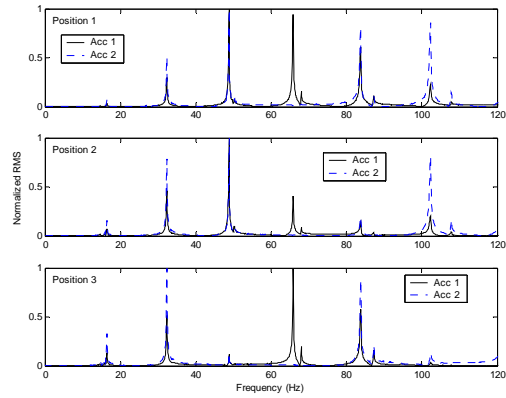 1
Position 1
Acc 1
Acc 2
0.5
0
0 20 40 60 80 100 120
1
Position 2
Acc 1
Acc 2
Normalized RMS
0.5
0
0 20 40 60 80 100 120
1
Position 3
Acc 1
Acc 2
0.5
0
0 20 40 60 80 100 120
Frequency (Hz)